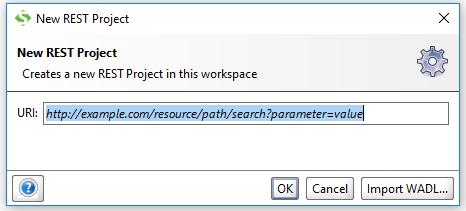 New REST Project
New REST Project
Creates a new REST Project in this workspace
URI: http://example.com/resource/path/search?parameter=value
? OK Cancel Import WADL...